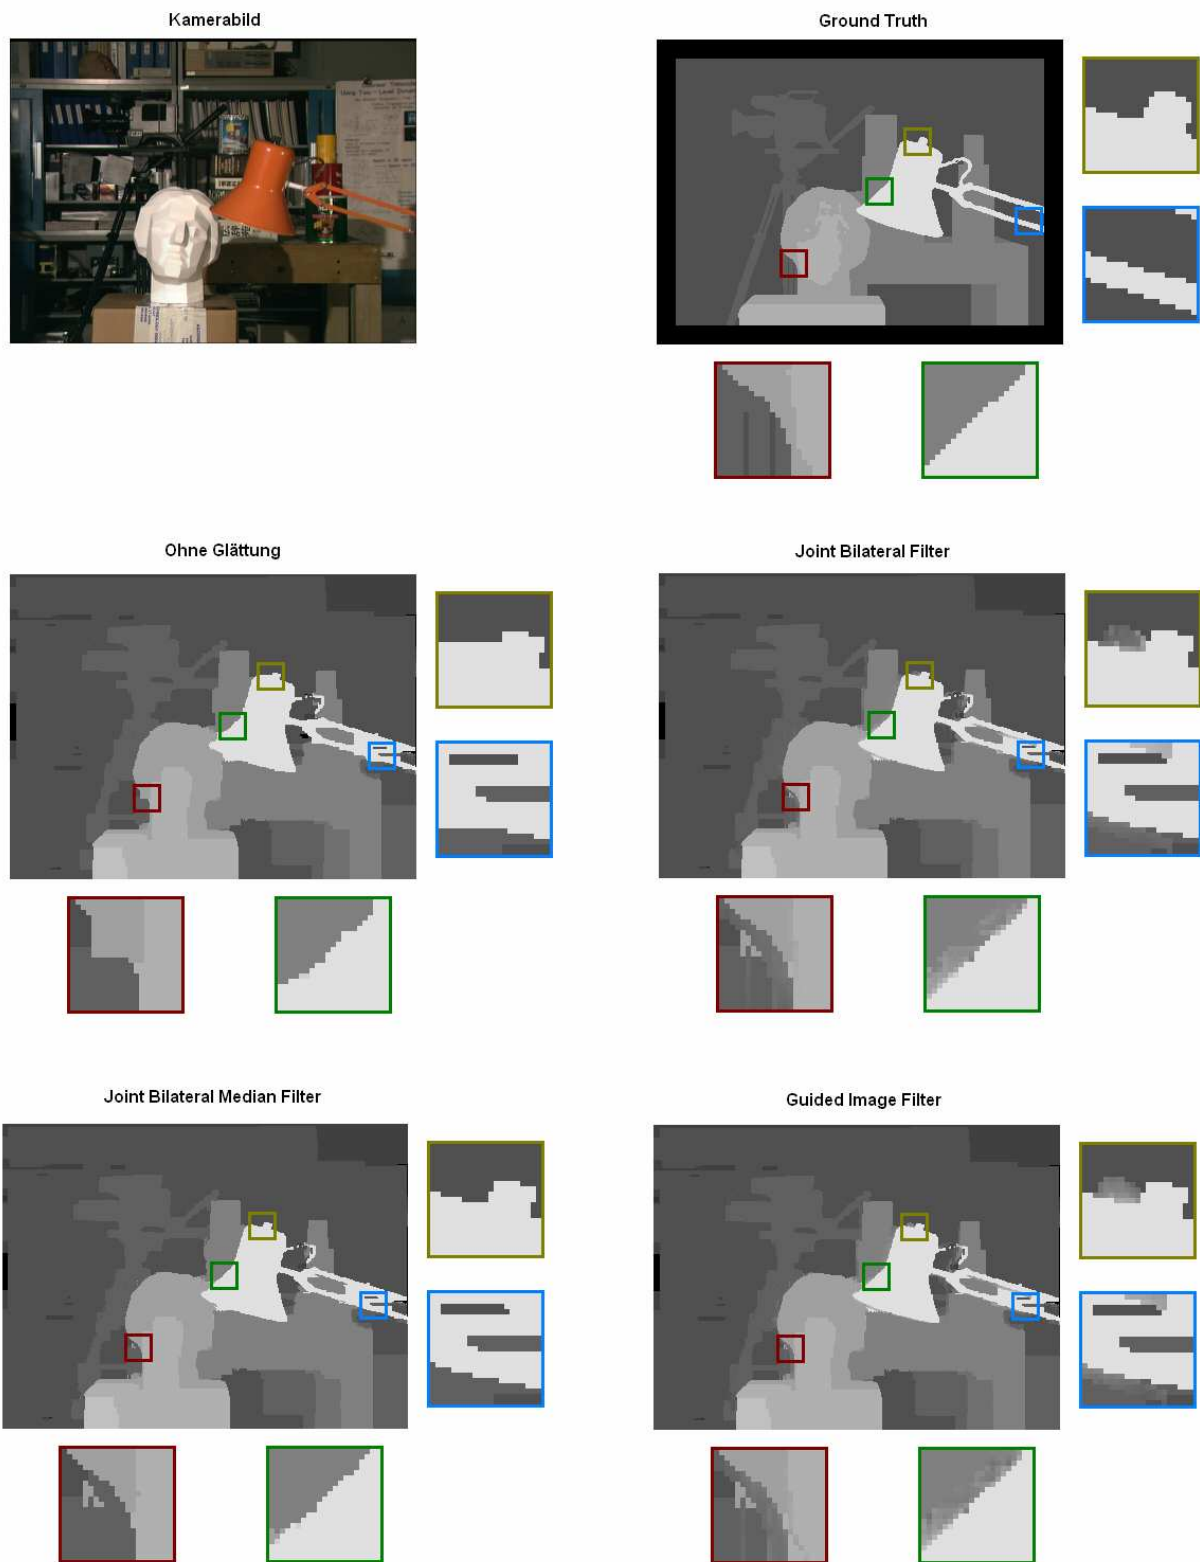 Kamerabild
Ground Truth
Ohne Glättung
Joint Bilateral Filter
Joint Bilateral Median Filter
Guided Image Filter